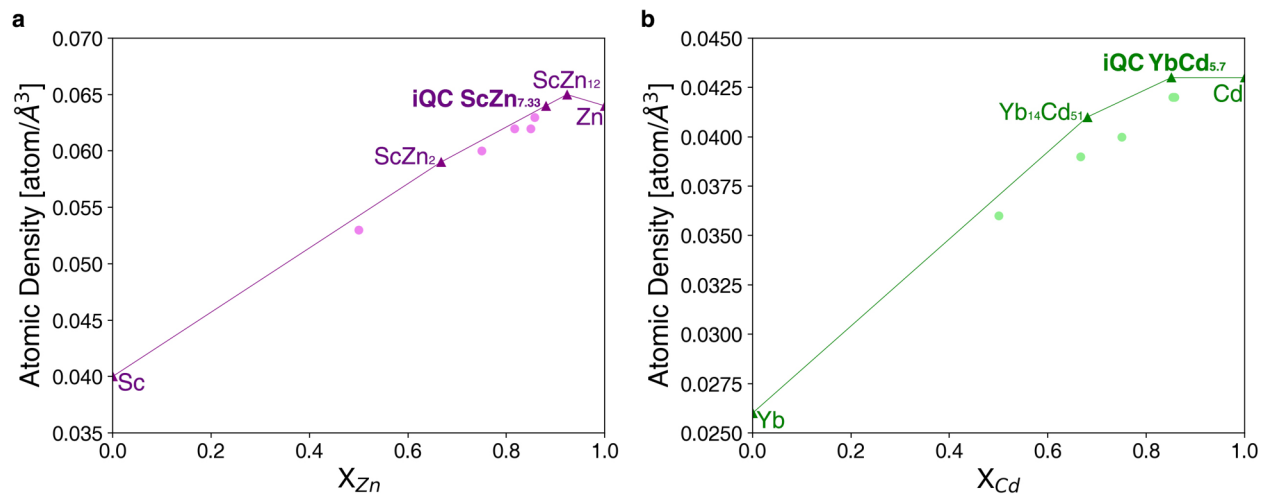 a
Atomic Density [atom/Å³]
0.070
0.065
0.060
0.055
0.050
0.045
0.040
0.035
ScZn₁₂
iQC ScZn₇.₃₃
Zn
ScZn₂
Sc
0.0 0.2 0.4 0.6 0.8 1.0
X_Zn
b
Atomic Density [atom/Å³]
0.0450
0.0425
0.0400
0.0375
0.0350
0.0325
0.0300
0.0275
0.0250
iQC YbCd₅.₇
Cd
Yb₁₄Cd₅₁
Yb
0.0 0.2 0.4 0.6 0.8 1.0
X_Cd